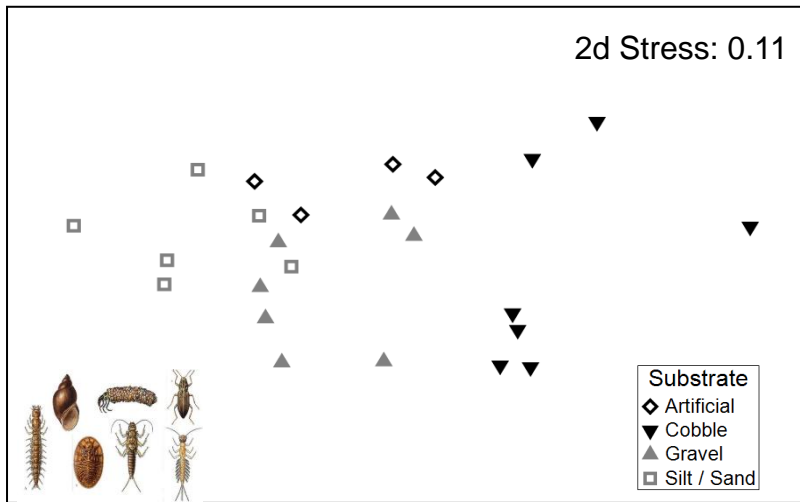 2d Stress: 0.11
Substrate
Artificial
Cobble
Gravel
Silt / Sand